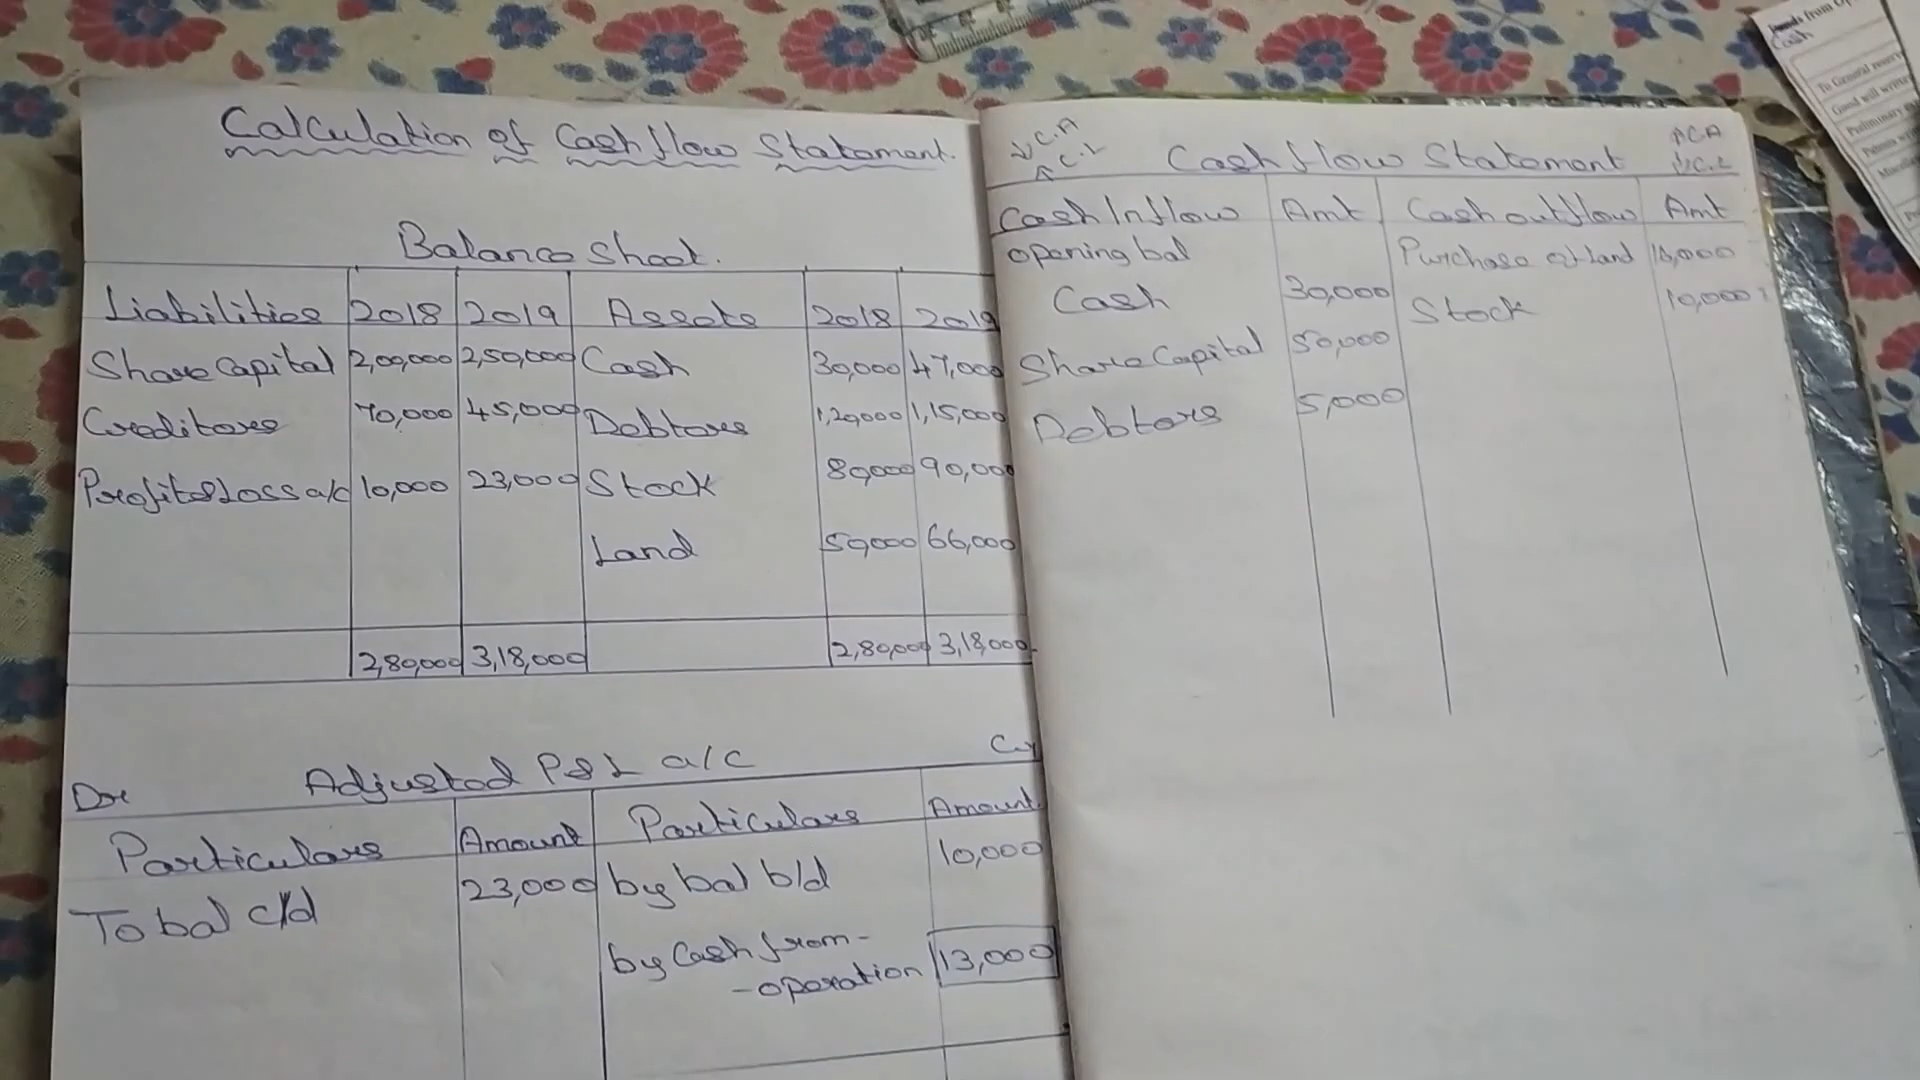 Calculation of Cash flow Statement.
Balance Sheet.
Liabilities 2018 2019 Assets 2018 2019
Share Capital 2,00,000 2,50,000 Cash 30,000 47,000
Creditors 70,000 45,000 Debtors 1,20,000 1,15,000
Profit & Loss a/c 10,000 23,000 Stock 80,000 90,000
Land 50,000 66,000
2,80,000 3,18,000 2,80,000 3,18,000
Dr Adjusted P & L a/c Cr
Particulars Amount Particulars Amount
To bal c/d 23,000 by bal b/d 10,000
by Cash from-
-operation 13,000
↓C.A
↑C.L
Cash flow Statement
↑C.A
↓C.L
Cash Inflow Amt Cash outflow Amt
Opening bal Purchase of Land 16,000
Cash 30,000 Stock 10,000
Share Capital 50,000
Debtors 5,000
Cash
To General reserve